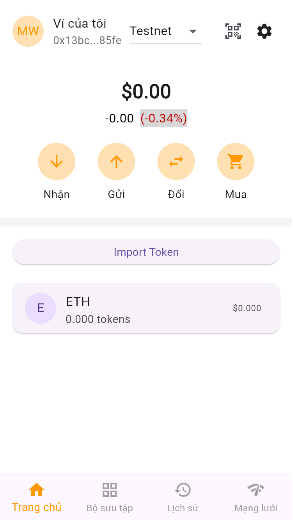 MW
Ví của tôi
0x13bc...85fe
Testnet
$0.00
-0.00 (-0.34%)
Nhận
Gửi
Đổi
Mua
Import Token
E
ETH
0.000 tokens
$0.000
Trang chủ
Bộ sưu tập
Lịch sử
Mạng lưới